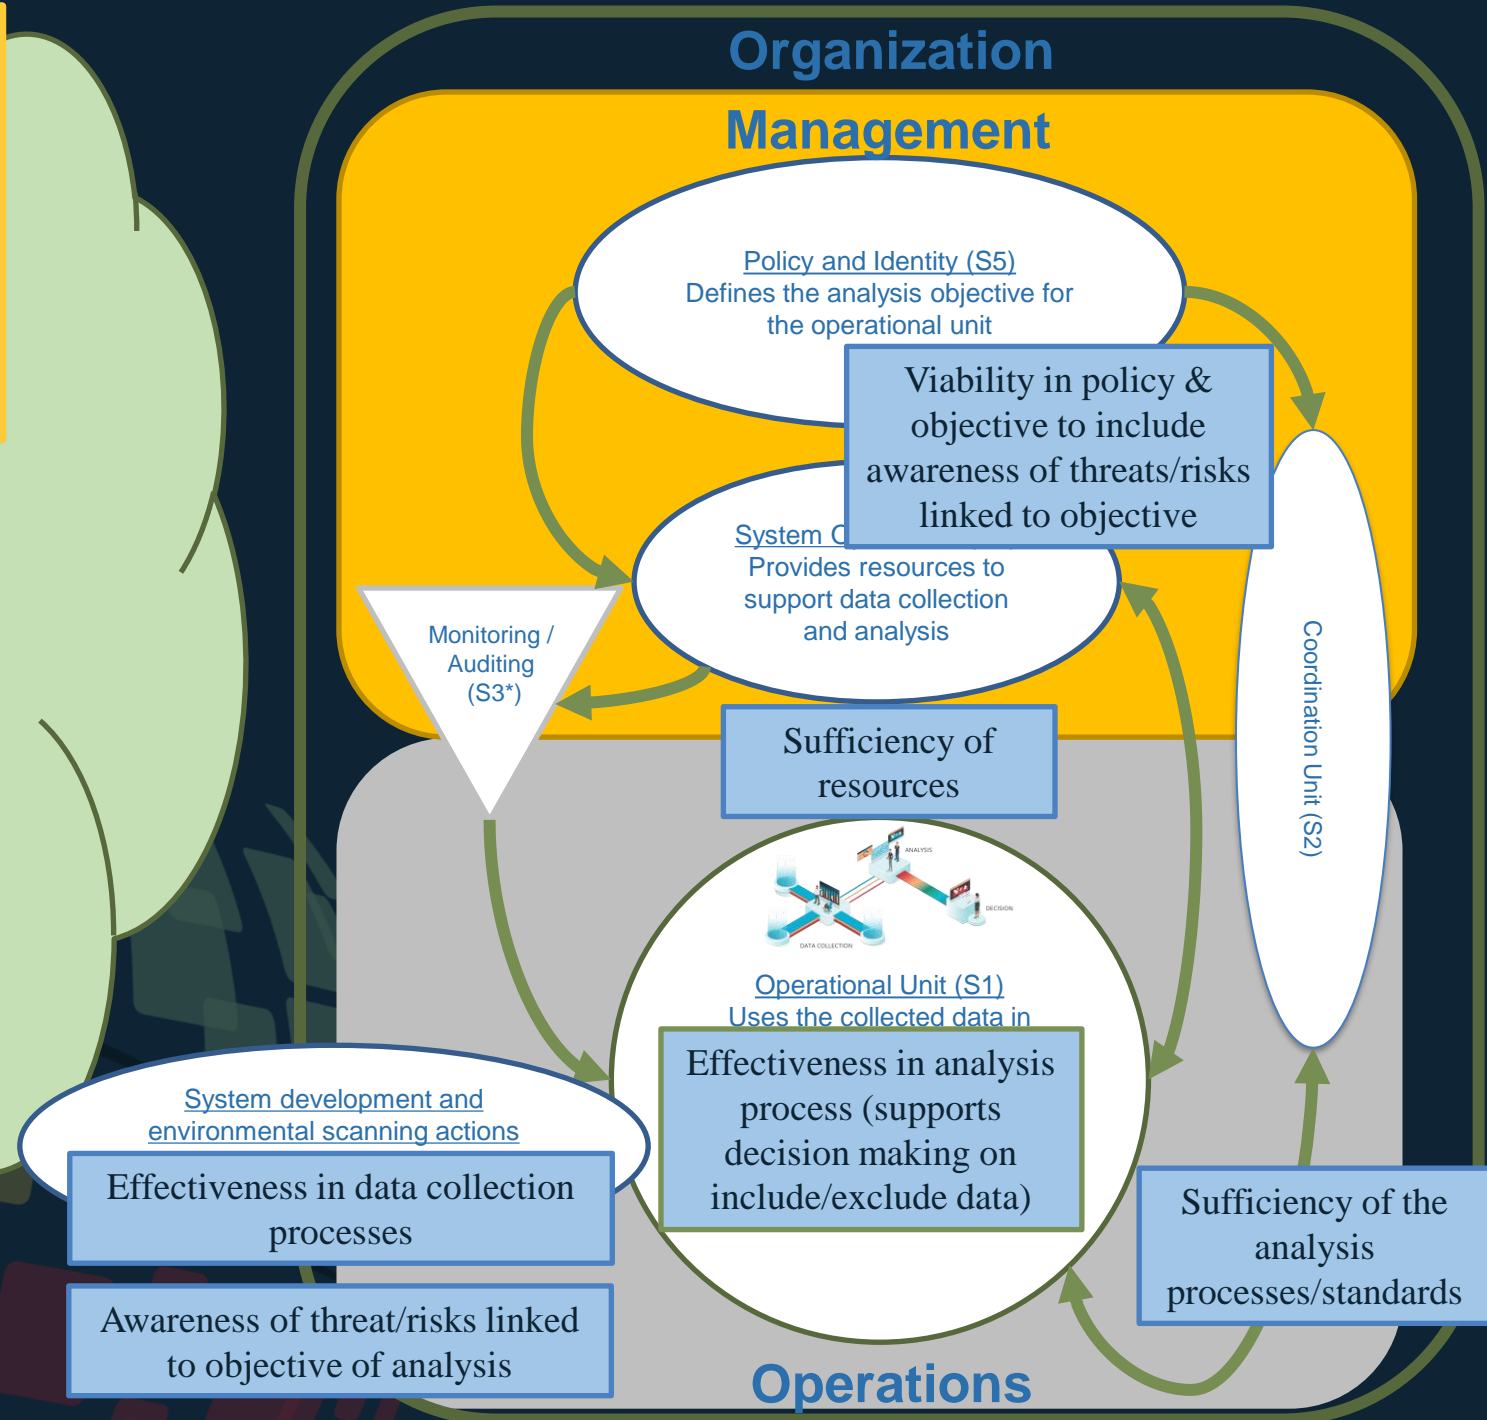 Organization
Management
Policy and Identity (S5)
Defines the analysis objective for
the operational unit
Viability in policy &
objective to include
awareness of threats/risks
linked to objective
System
Provides resources to
support data collection
and analysis
Monitoring /
Auditing
(S3*)
Coordination Unit (S2)
Sufficiency of
resources
ANALYSIS
DECISION
DATA COLLECTION
Operational Unit (S1)
Uses the collected data in
Effectiveness in analysis
process (supports
decision making on
include/exclude data)
System development and
environmental scanning actions
Effectiveness in data collection
processes
Awareness of threat/risks linked
to objective of analysis
Sufficiency of the
analysis
processes/standards
Operations